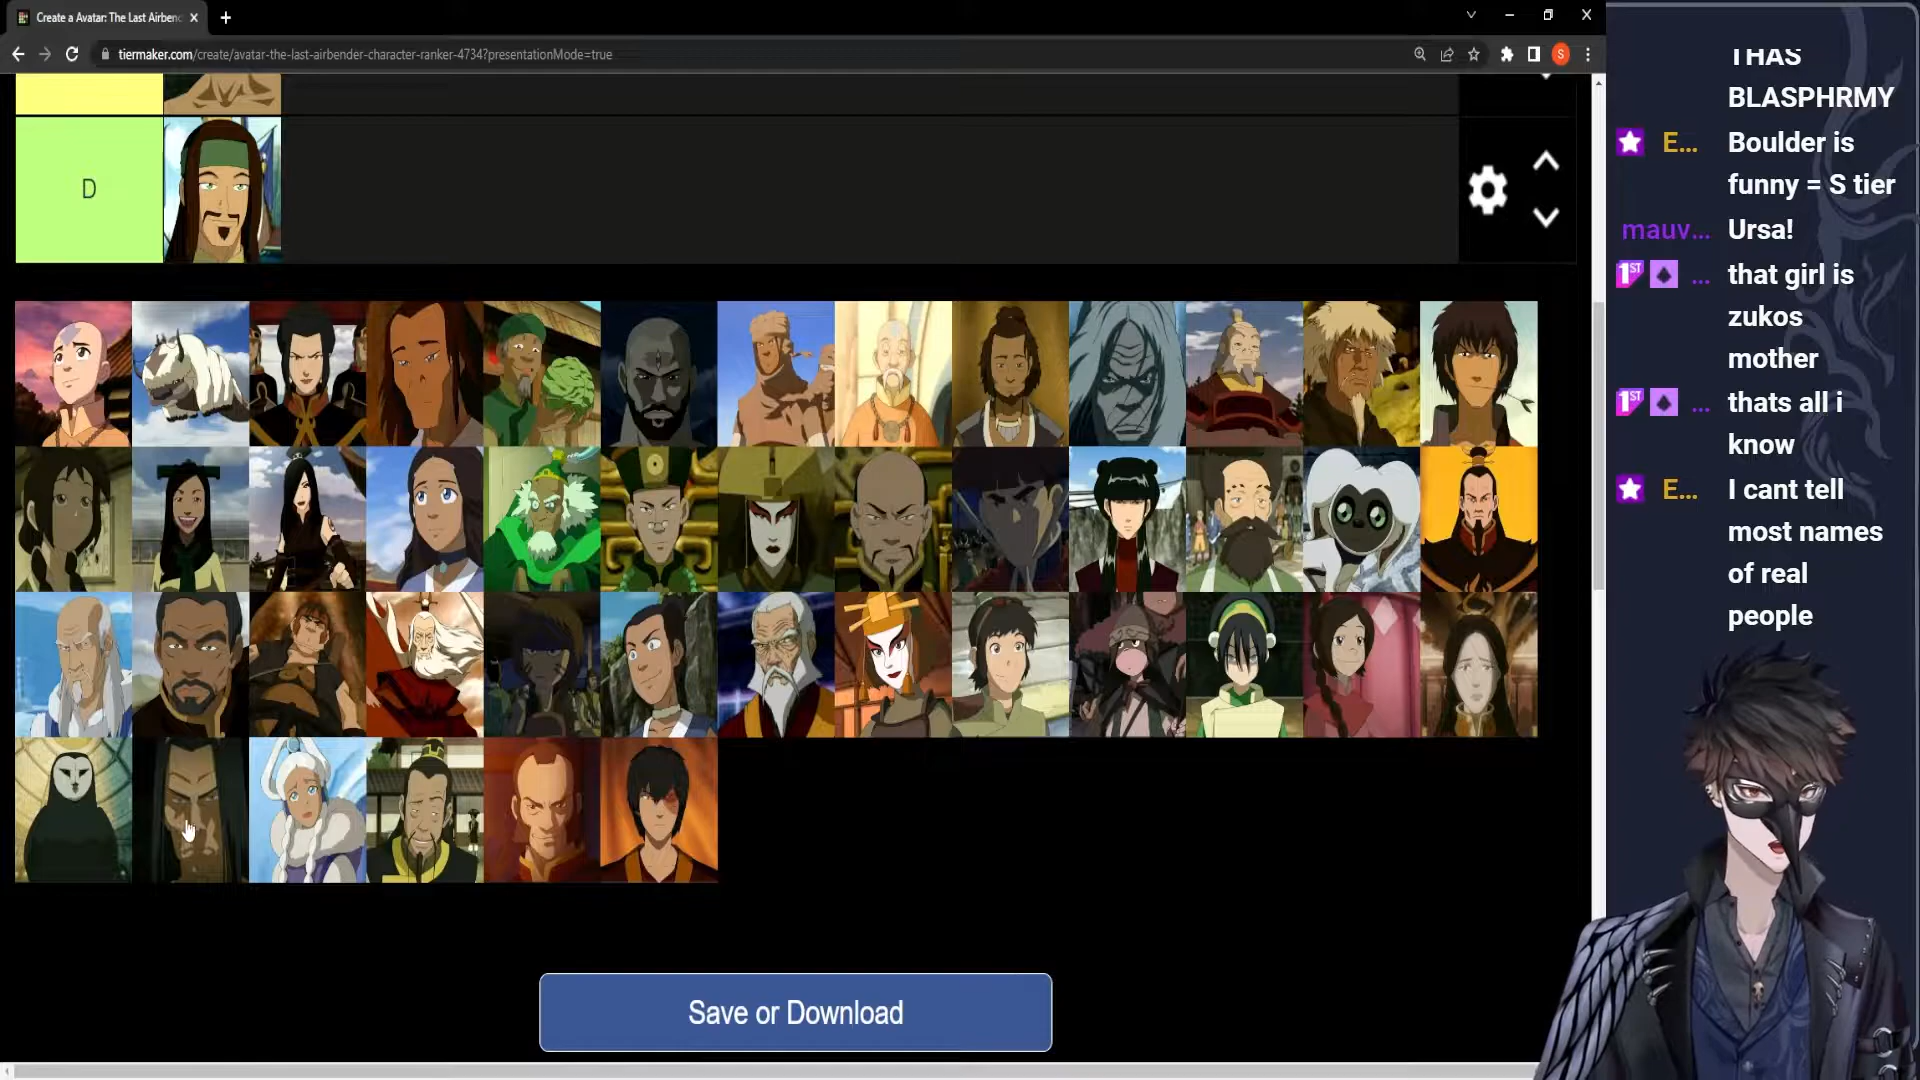 Create a Avatar: The Last Airben
tiermaker.com/create/avatar-the-last-airbender-character-ranker-4734?presentationMode=true
S
D
Save or Download
THAS
BLASPHRMY
E... Boulder is
funny = S tier
mauv... Ursa!
1ST ... that girl is
zukos
mother
1ST ... thats all i
know
E... I cant tell
most names
of real
people